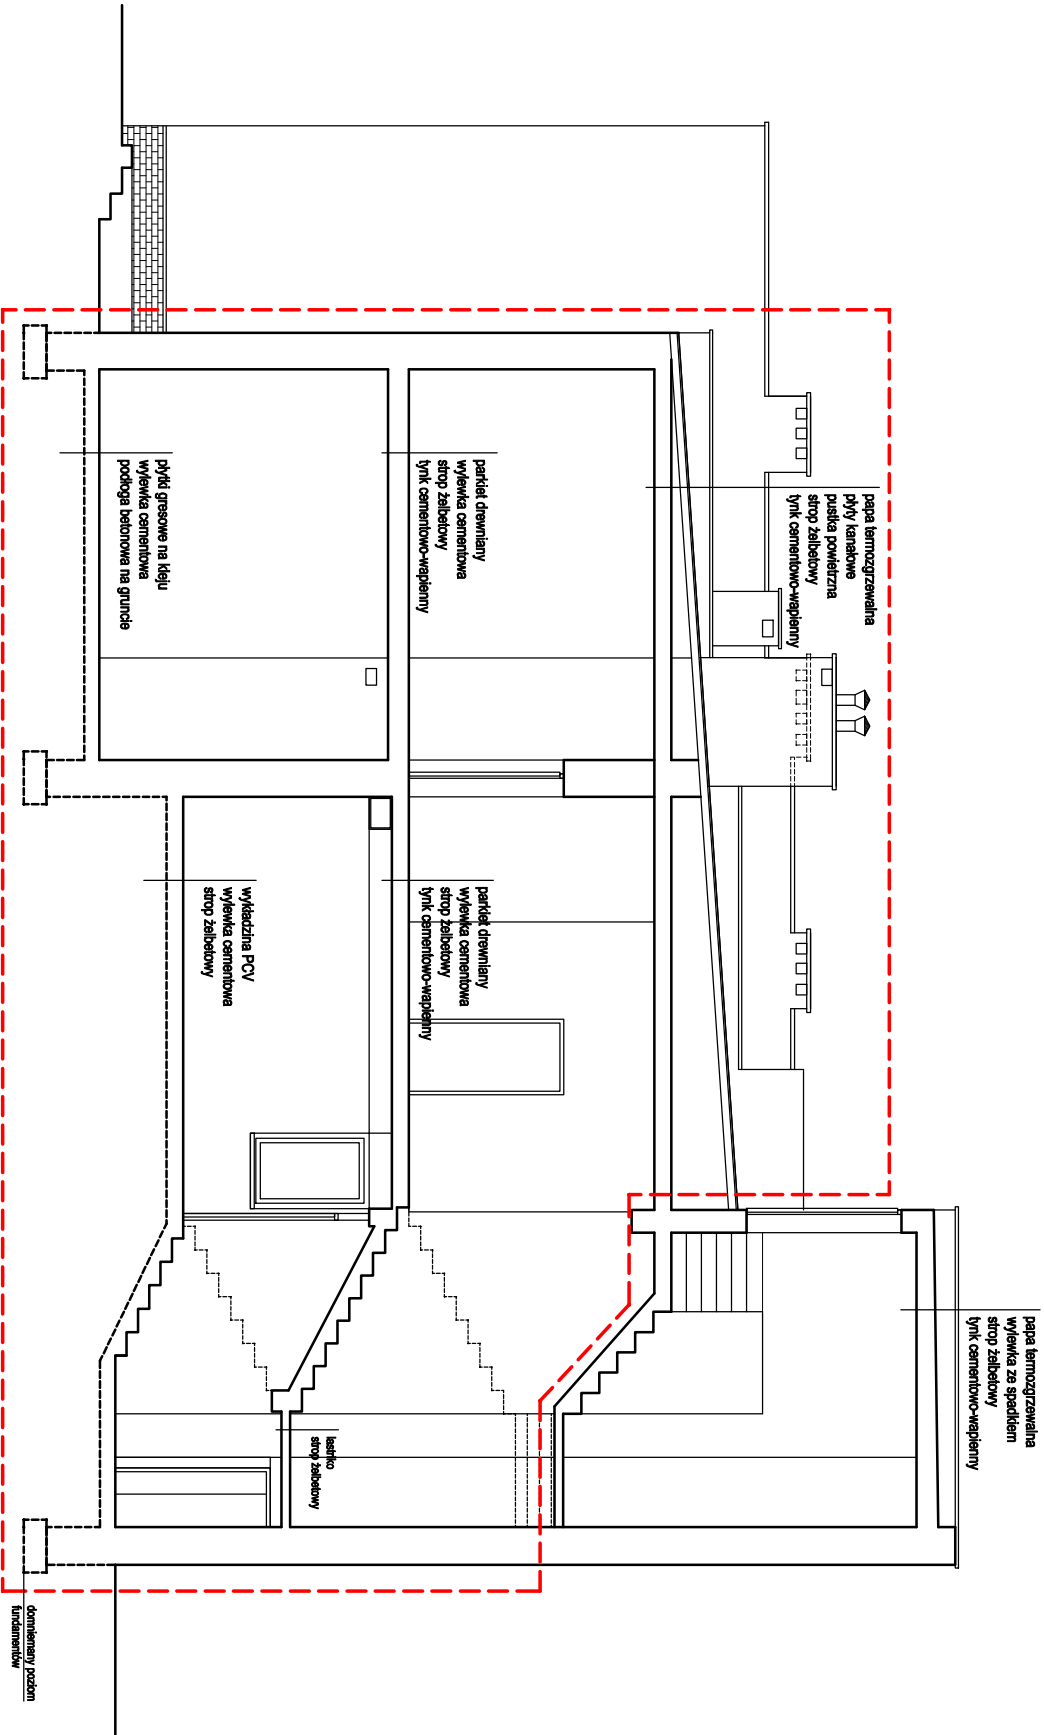 papa termozgrzewalna
płyty kanałowe
pustka powietrzna
strop żelbetowy
tynk cementowo-wapienny
papa termozgrzewalna
wylewka ze spadkiem
strop żelbetowy
tynk cementowo-wapienny
parkiet drewniany
wylewka cementowa
strop żelbetowy
tynk cementowo-wapienny
parkiet drewniany
wylewka cementowa
strop żelbetowy
tynk cementowo-wapienny
lastriko
strop żelbetowy
płytki gresowe na kleju
wylewka cementowa
podłoga betonowa na gruncie
wykładzina PCV
wylewka cementowa
strop żelbetowy
domniemany poziom
fundamentów